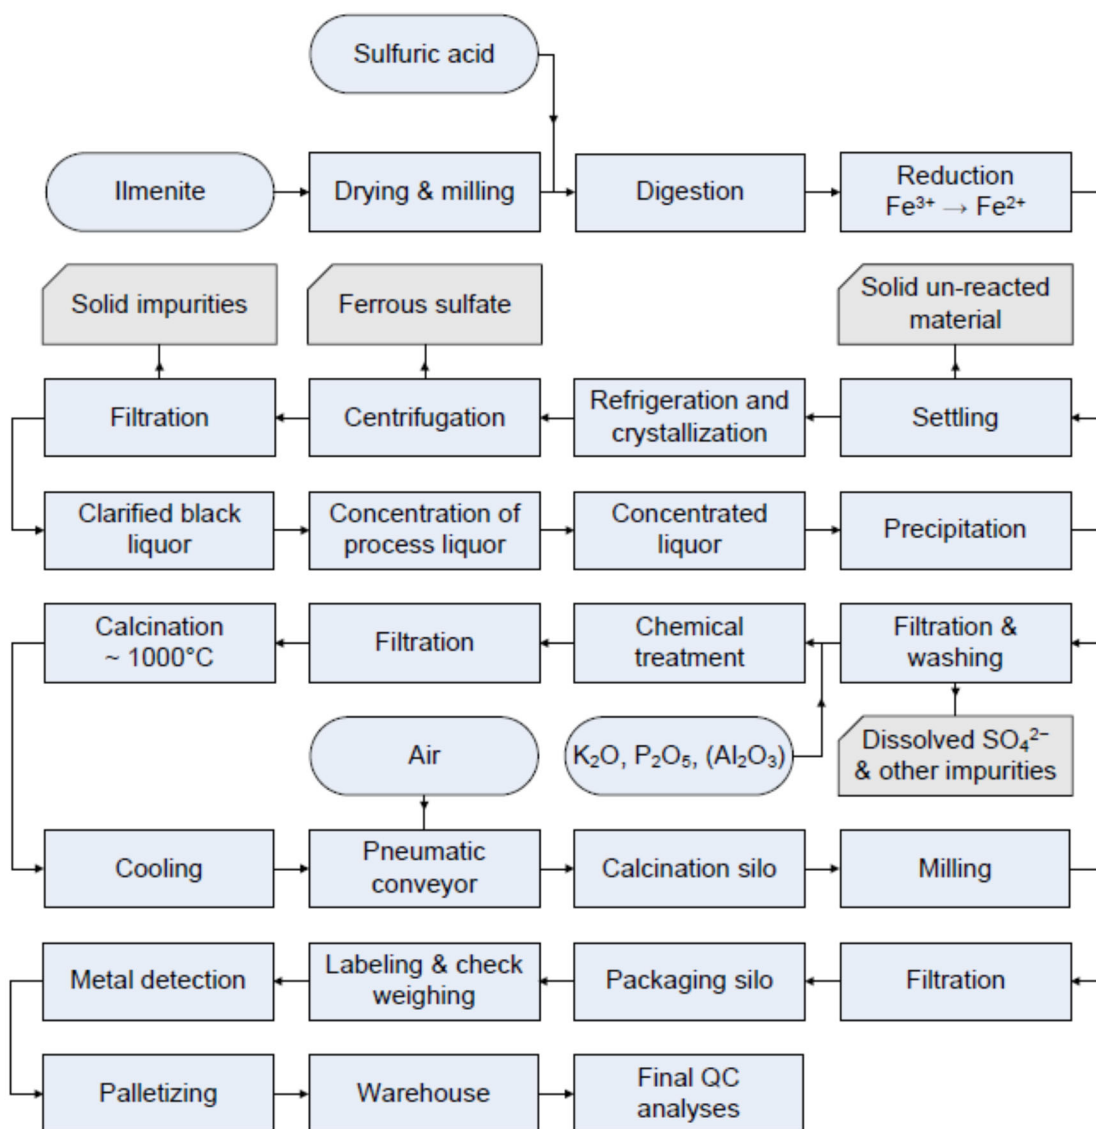 Sulfuric acid
Ilmenite
Drying & milling
Digestion
Reduction
Fe³⁺ → Fe²⁺
Solid impurities
Ferrous sulfate
Solid un-reacted
material
Filtration
Centrifugation
Refrigeration and
crystallization
Settling
Clarified black
liquor
Concentration of
process liquor
Concentrated
liquor
Precipitation
Calcination
~ 1000°C
Filtration
Chemical
treatment
Filtration &
washing
Air
K₂O, P₂O₅, (Al₂O₃)
Dissolved SO₄²⁻
& other impurities
Cooling
Pneumatic
conveyor
Calcination silo
Milling
Metal detection
Labeling & check
weighing
Packaging silo
Filtration
Palletizing
Warehouse
Final QC
analyses